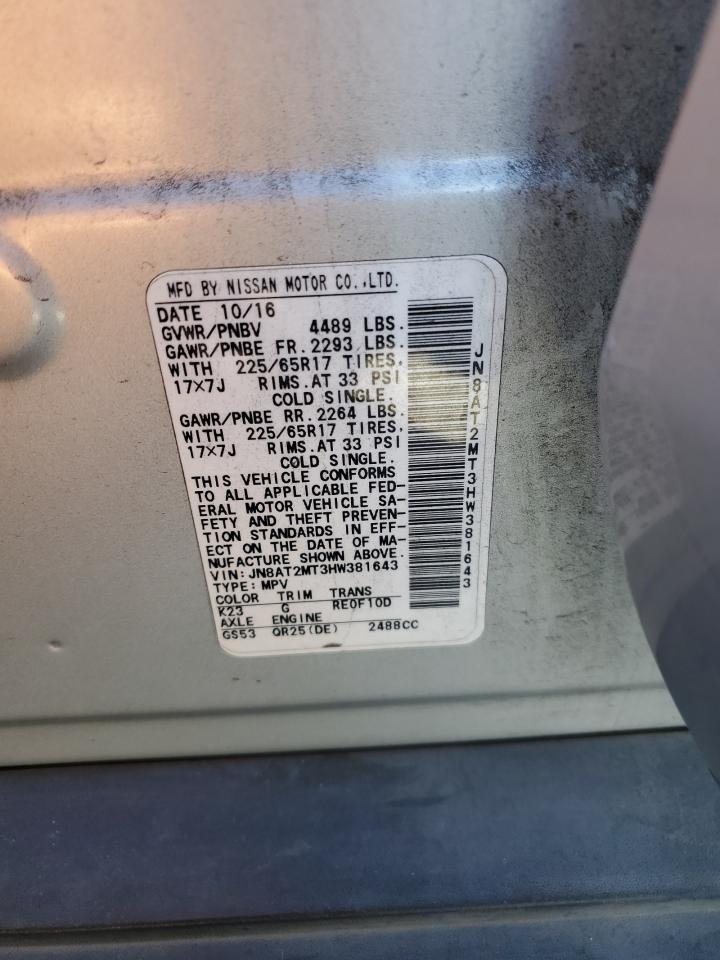 MFD BY NISSAN MOTOR CO.,LTD.
DATE 10/16
GVWR/PNBV 4489 LBS.
GAWR/PNBE FR. 2293 LBS.
WITH 225/65R17 TIRES.
17×7J RIMS. AT 33 PSI
COLD SINGLE.
GAWR/PNBE RR. 2264 LBS.
WITH 225/65R17 TIRES.
17×7J RIMS. AT 33 PSI
COLD SINGLE.
THIS VEHICLE CONFORMS
TO ALL APPLICABLE FED-
ERAL MOTOR VEHICLE SA-
FETY AND THEFT PREVEN-
TION STANDARDS IN EFF-
ECT ON THE DATE OF MA-
NUFACTURE SHOWN ABOVE.
VIN: JN8AT2MT3HW381643
TYPE: MPV
COLOR TRIM TRANS
K23 G RE0F10D
AXLE ENGINE
GS53 QR25(DE) 2488CC
JN8AT2MT3HW381643